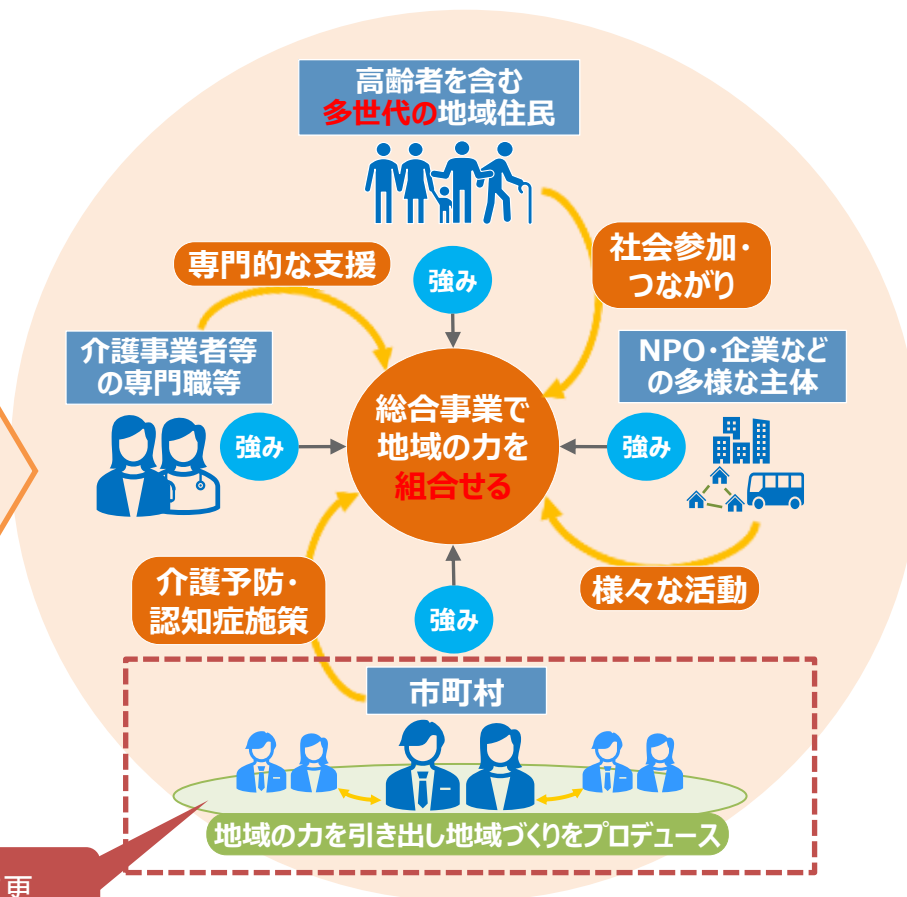 高齢者を含む
多世代の地域住民
専門的な支援
強み
社会参加・
つながり
介護事業者等
の専門職等
NPO・企業など
の多様な主体
強み
総合事業で
地域の力を
組合せる
強み
介護予防・
認知症施策
強み
様々な活動
市町村
地域の力を引き出し地域づくりをプロデュース
更